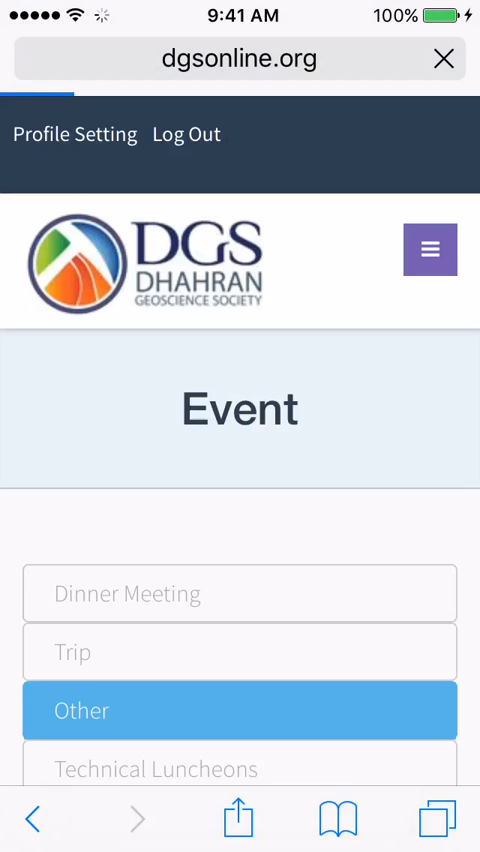 9:41 AM
100%
dgsonline.org
Profile Setting Log Out
DGS
DHAHRAN
GEOSCIENCE SOCIETY
Event
Dinner Meeting
Trip
Other
Technical Luncheons